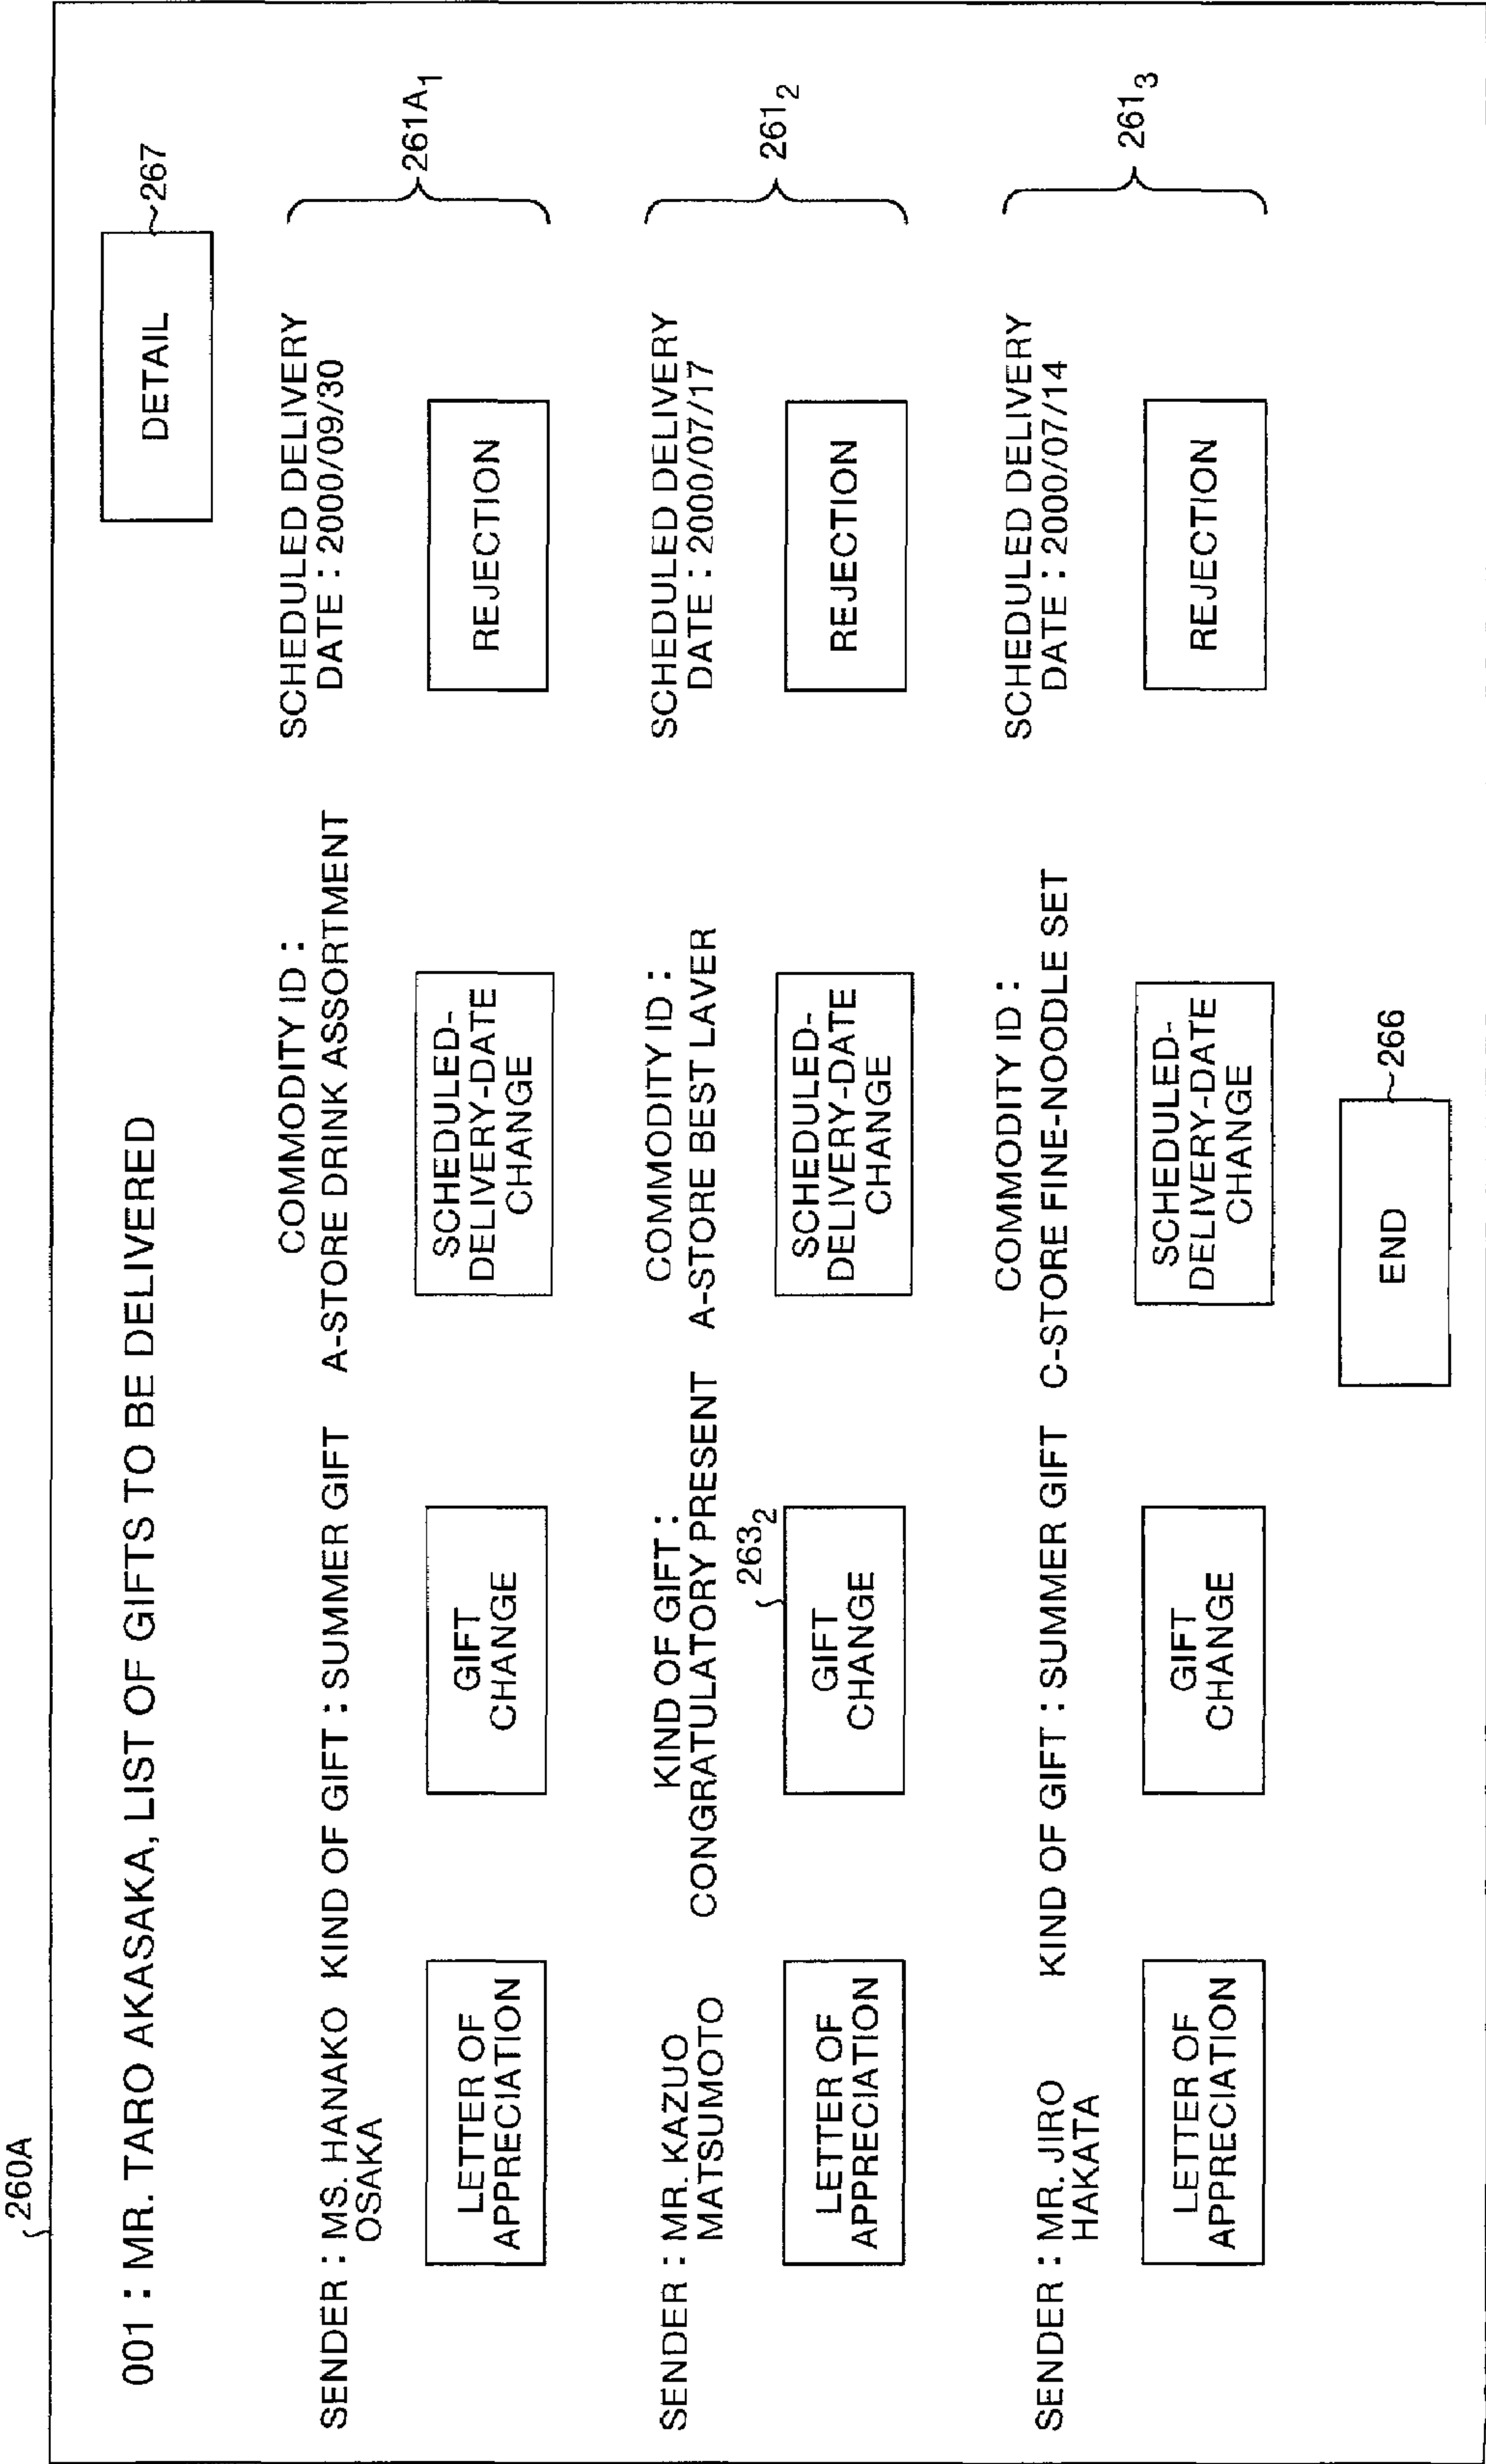 260A
001 : MR. TARO AKASAKA, LIST OF GIFTS TO BE DELIVERED
DETAIL
267
SENDER : MS. HANAKO
OSAKA
KIND OF GIFT : SUMMER GIFT
COMMODITY ID :
A-STORE DRINK ASSORTMENT
SCHEDULED DELIVERY
DATE : 2000/09/30
261A1
LETTER OF
APPRECIATION
GIFT
CHANGE
SCHEDULED-
DELIVERY-DATE
CHANGE
REJECTION
SENDER : MR. KAZUO
MATSUMOTO
KIND OF GIFT :
CONGRATULATORY PRESENT
COMMODITY ID :
A-STORE BEST LAVER
SCHEDULED DELIVERY
DATE : 2000/07/17
2612
2632
LETTER OF
APPRECIATION
GIFT
CHANGE
SCHEDULED-
DELIVERY-DATE
CHANGE
REJECTION
SENDER : MR. JIRO
HAKATA
KIND OF GIFT : SUMMER GIFT
COMMODITY ID :
C-STORE FINE-NOODLE SET
SCHEDULED DELIVERY
DATE : 2000/07/14
2613
LETTER OF
APPRECIATION
GIFT
CHANGE
SCHEDULED-
DELIVERY-DATE
CHANGE
REJECTION
END
266